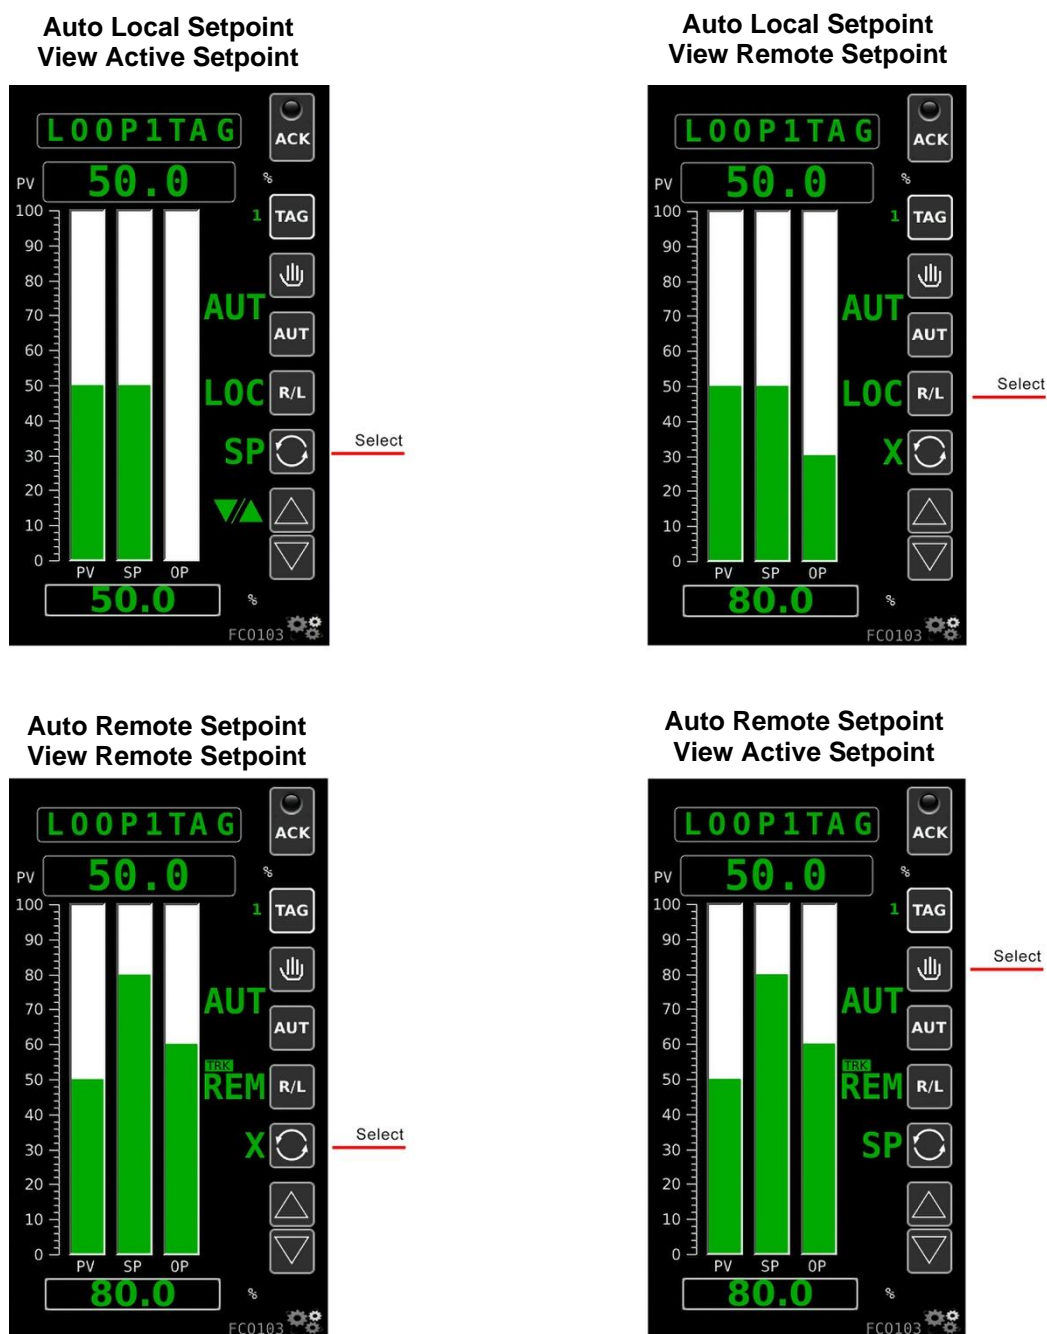 Auto Local Setpoint
View Active Setpoint
LOOP1TAG
ACK
PV 50.0 %
100
1 TAG
90
80
AUT
70
AUT
60
50
LOC R/L
40
SP Select
30
20
10
0
PV SP OP
50.0 %
FC0103
Auto Local Setpoint
View Remote Setpoint
LOOP1TAG
ACK
PV 50.0 %
100
1 TAG
90
80
AUT
70
AUT
60
50
LOC R/L Select
40
X
30
20
10
0
PV SP OP
80.0 %
FC0103
Auto Remote Setpoint
View Remote Setpoint
LOOP1TAG
ACK
PV 50.0 %
100
1 TAG
90
80
AUT
70
AUT
60
TRK
50
REM R/L
40
X Select
30
20
10
0
PV SP OP
80.0 %
FC0103
Auto Remote Setpoint
View Active Setpoint
LOOP1TAG
ACK
PV 50.0 %
100
1 TAG
90
Select
80
AUT
70
AUT
60
TRK
50
REM R/L
40
SP
30
20
10
0
PV SP OP
80.0 %
FC0103